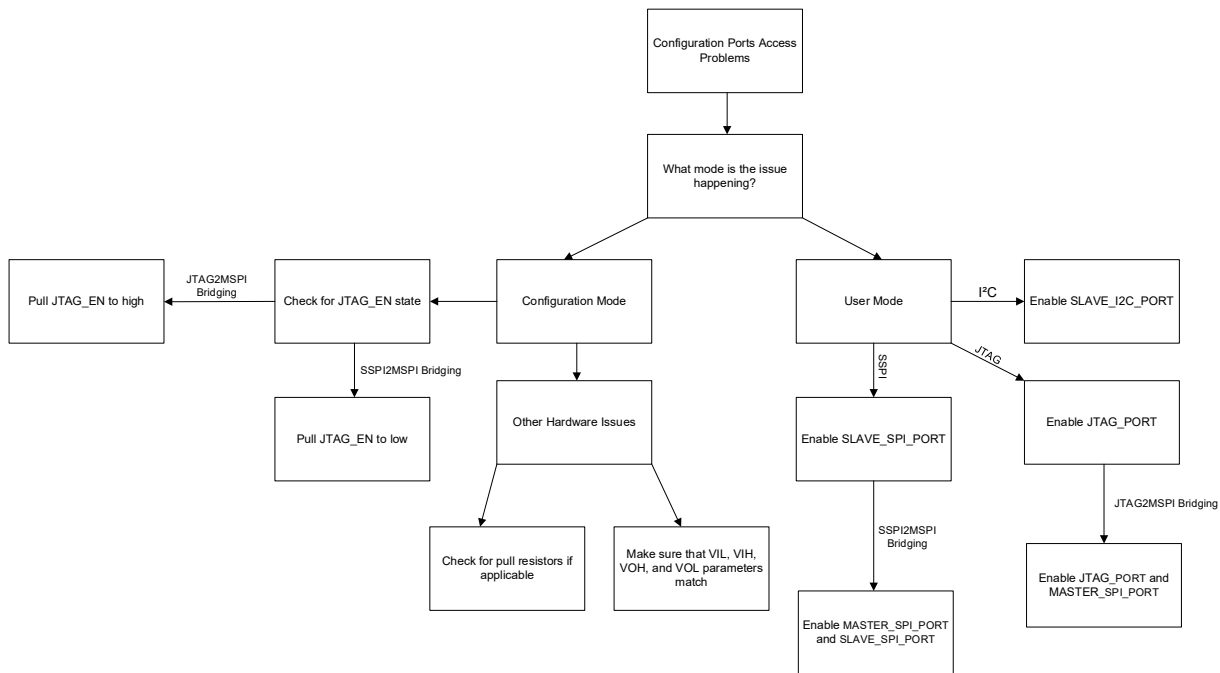 Configuration Ports Access
Problems
What mode is the issue
happening?
Pull JTAG_EN to high
JTAG2MSPI
Bridging
Check for JTAG_EN state
Configuration Mode
User Mode
I²C
Enable SLAVE_I2C_PORT
SSPI2MSPI Bridging
SSPI
JTAG
Pull JTAG_EN to low
Other Hardware Issues
Enable SLAVE_SPI_PORT
Enable JTAG_PORT
SSPI2MSPI
Bridging
JTAG2MSPI Bridging
Check for pull resistors if
applicable
Make sure that VIL, VIH,
VOH, and VOL parameters
match
Enable JTAG_PORT and
MASTER_SPI_PORT
Enable MASTER_SPI_PORT
and SLAVE_SPI_PORT